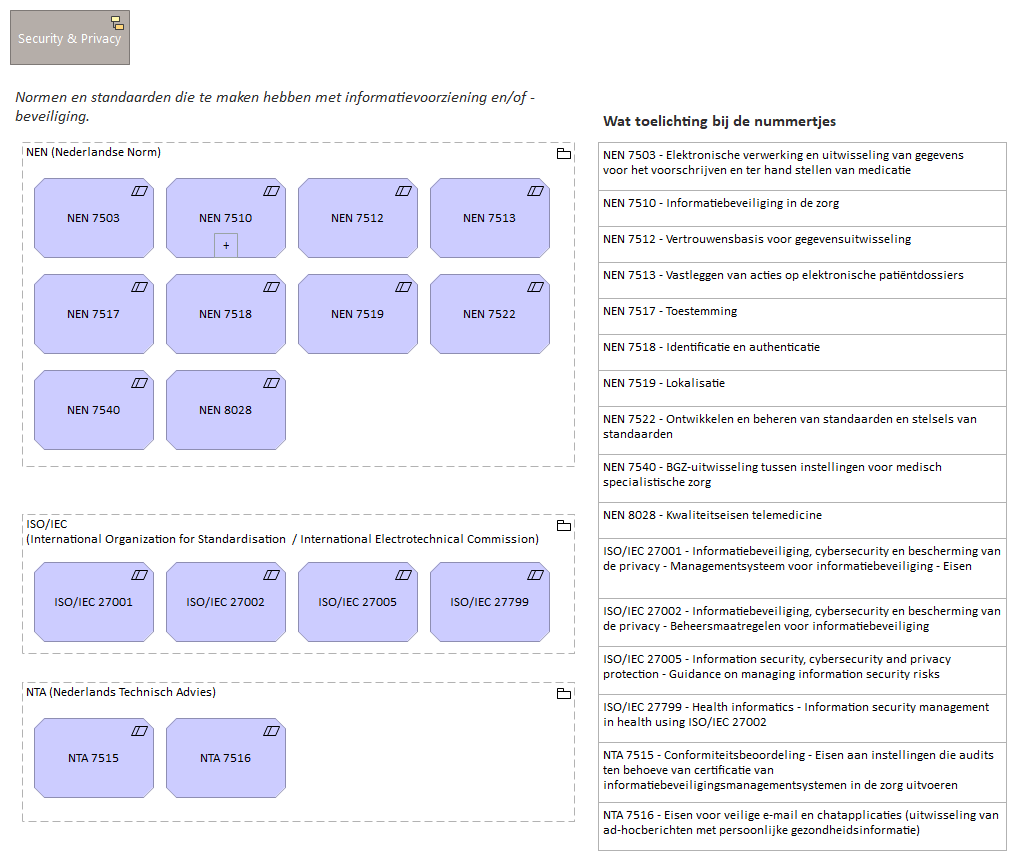 Security & Privacy
Normen en standaarden die te maken hebben met informatievoorziening en/of -
beveiliging.
NEN (Nederlandse Norm)
NEN 7503
NEN 7510
+
NEN 7512
NEN 7513
NEN 7517
NEN 7518
NEN 7519
NEN 7522
NEN 7540
NEN 8028
ISO/IEC
(International Organization for Standardisation / International Electrotechnical Commission)
ISO/IEC 27001
ISO/IEC 27002
ISO/IEC 27005
ISO/IEC 27799
NTA (Nederlands Technisch Advies)
NTA 7515
NTA 7516
Wat toelichting bij de nummertjes
NEN 7503 - Elektronische verwerking en uitwisseling van gegevens
voor het voorschrijven en ter hand stellen van medicatie
NEN 7510 - Informatiebeveiliging in de zorg
NEN 7512 - Vertrouwensbasis voor gegevensuitwisseling
NEN 7513 - Vastleggen van acties op elektronische patiëntdossiers
NEN 7517 - Toestemming
NEN 7518 - Identificatie en authenticatie
NEN 7519 - Lokalisatie
NEN 7522 - Ontwikkelen en beheren van standaarden en stelsels van
standaarden
NEN 7540 - BGZ-uitwisseling tussen instellingen voor medisch
specialistische zorg
NEN 8028 - Kwaliteitseisen telemedicine
ISO/IEC 27001 - Informatiebeveiliging, cybersecurity en bescherming van
de privacy - Managementsysteem voor informatiebeveiliging - Eisen
ISO/IEC 27002 - Informatiebeveiliging, cybersecurity en bescherming van
de privacy - Beheersmaatregelen voor informatiebeveiliging
ISO/IEC 27005 - Information security, cybersecurity and privacy
protection - Guidance on managing information security risks
ISO/IEC 27799 - Health informatics - Information security management
in health using ISO/IEC 27002
NTA 7515 - Conformiteitsbeoordeling - Eisen aan instellingen die audits
ten behoeve van certificatie van
informatiebeveiligingsmanagementsystemen in de zorg uitvoeren
NTA 7516 - Eisen voor veilige e-mail en chatapplicaties (uitwisseling van
ad-hocberichten met persoonlijke gezondheidsinformatie)